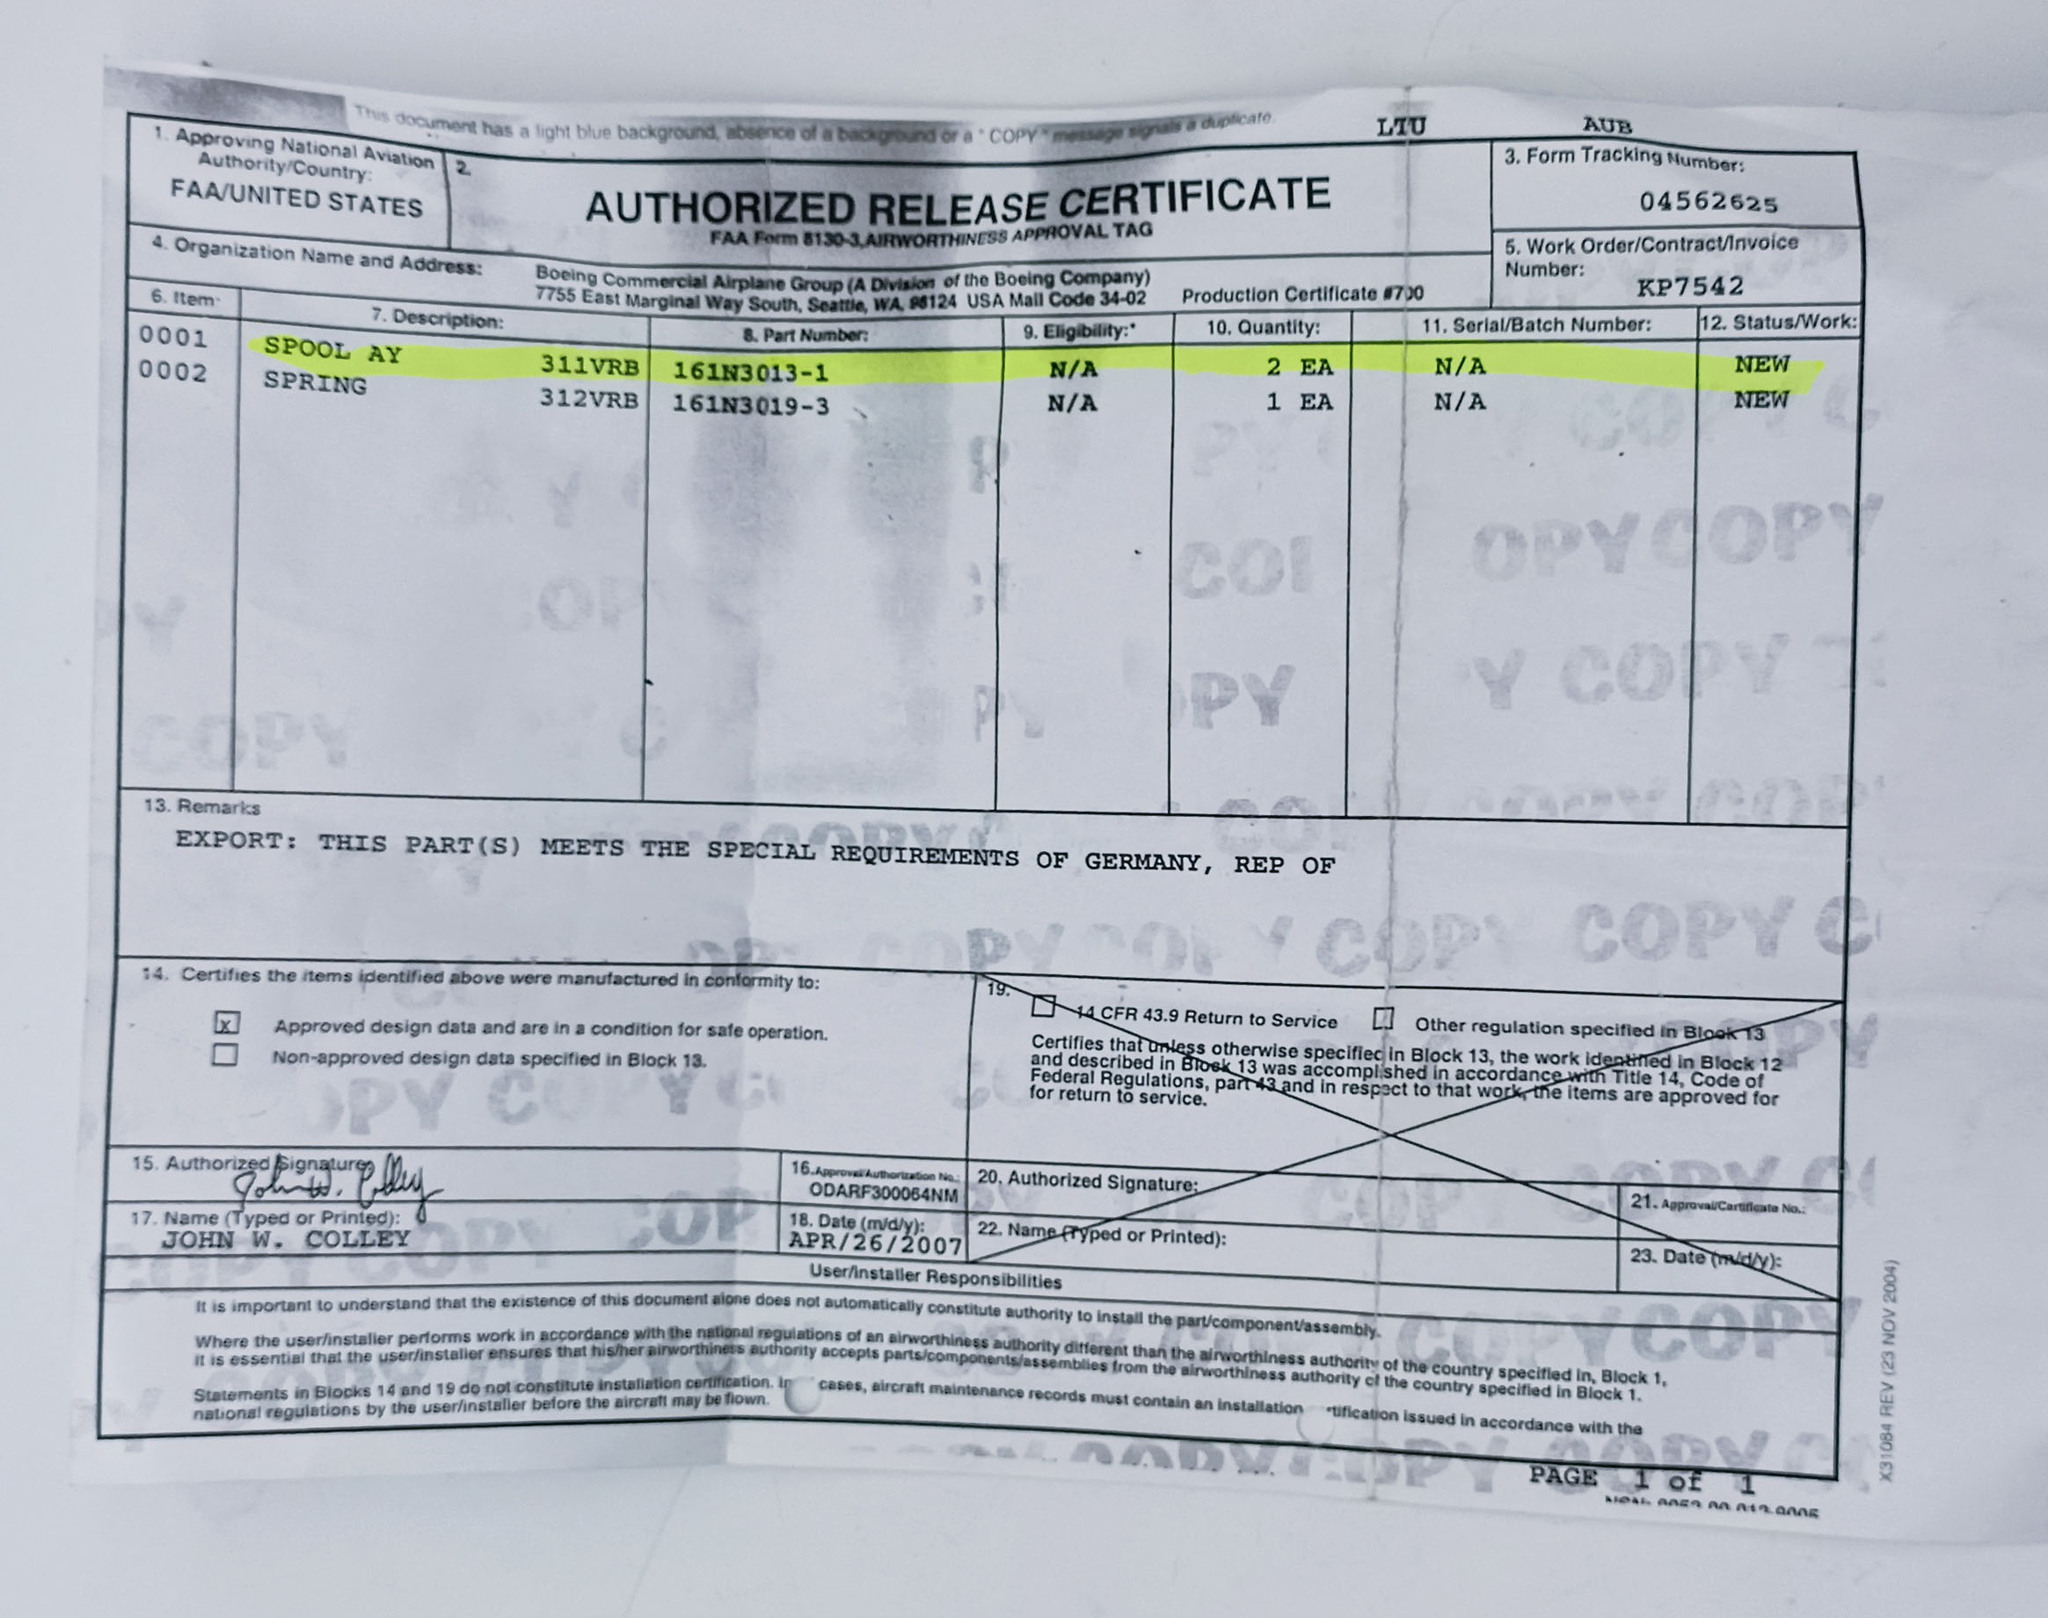 This document has a light blue background, absence of a background or a "COPY" message signals a duplicate.
LTU AUB
1. Approving National Aviation Authority/Country:
FAA/UNITED STATES
2.
AUTHORIZED RELEASE CERTIFICATE
FAA Form 8130-3, AIRWORTHINESS APPROVAL TAG
3. Form Tracking Number:
04562625
4. Organization Name and Address:
Boeing Commercial Airplane Group (A Division of the Boeing Company)
7755 East Marginal Way South, Seattle, WA, 98124 USA Mail Code 34-02 Production Certificate #700
5. Work Order/Contract/Invoice
Number: KP7542
6. Item 7. Description: 8. Part Number: 9. Eligibility:* 10. Quantity: 11. Serial/Batch Number: 12. Status/Work:
0001 SPOOL AY 311VRB 161N3013-1 N/A 2 EA N/A NEW
0002 SPRING 312VRB 161N3019-3 N/A 1 EA N/A NEW
13. Remarks
EXPORT: THIS PART(S) MEETS THE SPECIAL REQUIREMENTS OF GERMANY, REP OF
14. Certifies the items identified above were manufactured in conformity to:
x Approved design data and are in a condition for safe operation.
Non-approved design data specified in Block 13.
19.
14 CFR 43.9 Return to Service Other regulation specified in Block 13
Certifies that unless otherwise specified in Block 13, the work identified in Block 12
and described in Block 13 was accomplished in accordance with Title 14, Code of
Federal Regulations, part 43 and in respect to that work, the items are approved for
for return to service.
15. Authorized Signature:
John W. Colley
16. Approval/Authorization No.:
ODARF300064NM
17. Name (Typed or Printed):
JOHN W. COLLEY
18. Date (m/d/y):
APR/26/2007
20. Authorized Signature:
21. Approval/Certificate No.:
22. Name (Typed or Printed):
23. Date (m/d/y):
User/Installer Responsibilities
It is important to understand that the existence of this document alone does not automatically constitute authority to install the part/component/assembly.
Where the user/installer performs work in accordance with the national regulations of an airworthiness authority different than the airworthiness authority of the country specified in, Block 1,
it is essential that the user/installer ensures that his/her airworthiness authority accepts parts/components/assemblies from the airworthiness authority of the country specified in Block 1.
Statements in Blocks 14 and 19 do not constitute installation certification. In cases, aircraft maintenance records must contain an installation tification issued in accordance with the
national regulations by the user/installer before the aircraft may be flown.
PAGE 1 of 1
X31084 REV (23 NOV 2004)